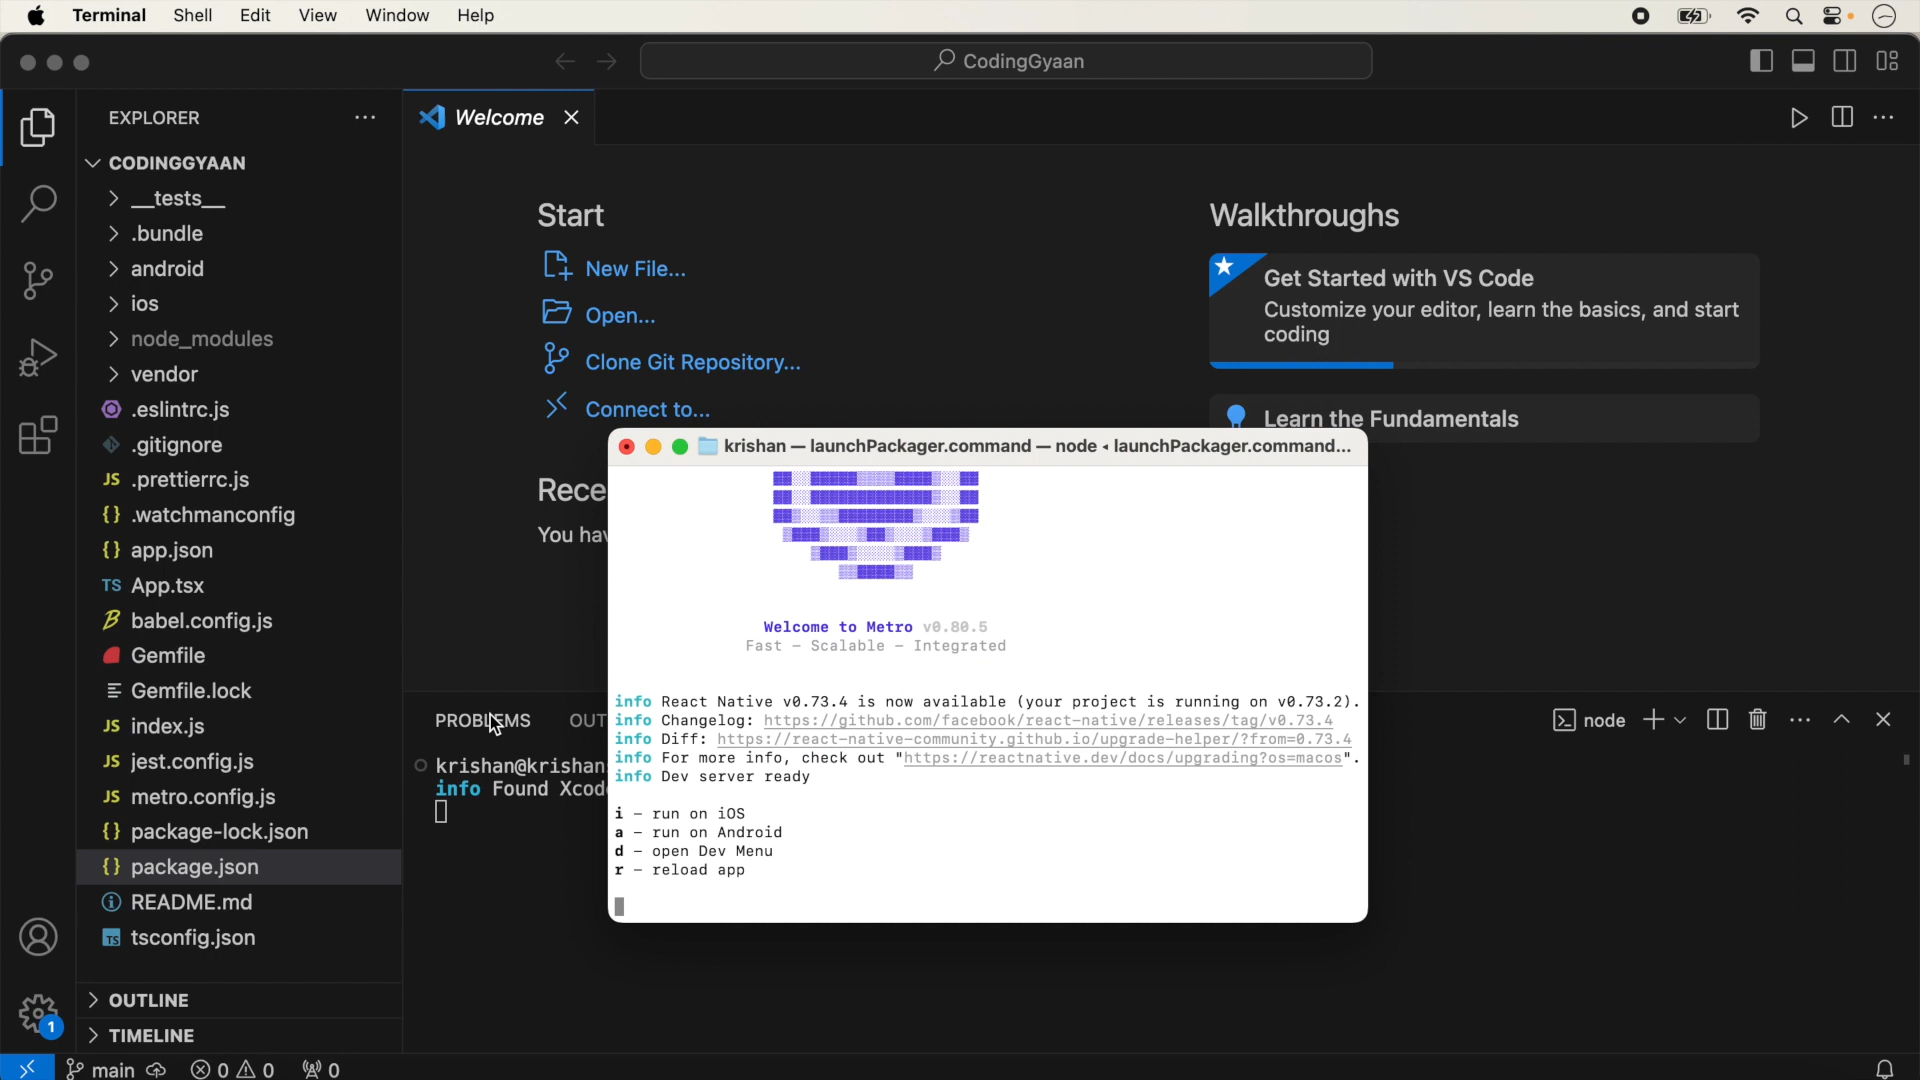 Terminal Shell Edit View Window Help
CodingGyaan
EXPLORER
Welcome
CODINGGYAAN
__tests__
.bundle
android
ios
node_modules
vendor
.eslintrc.js
.gitignore
JS .prettierrc.js
{} .watchmanconfig
{} app.json
TS App.tsx
babel.config.js
Gemfile
Gemfile.lock
JS index.js
JS jest.config.js
JS metro.config.js
{} package-lock.json
{} package.json
README.md
TS tsconfig.json
OUTLINE
TIMELINE
1
main 0 0 0
Start
New File...
Open...
Clone Git Repository...
Connect to...
Rece
You hav
Walkthroughs
Get Started with VS Code
Customize your editor, learn the basics, and start
coding
Learn the Fundamentals
PROBLEMS OUT
node
krishan@krishan
info Found Xcod
krishan — launchPackager.command — node ◂ launchPackager.command...
Welcome to Metro v0.80.5
Fast - Scalable - Integrated
info React Native v0.73.4 is now available (your project is running on v0.73.2).
info Changelog: https://github.com/facebook/react-native/releases/tag/v0.73.4
info Diff: https://react-native-community.github.io/upgrade-helper/?from=0.73.4
info For more info, check out "https://reactnative.dev/docs/upgrading?os=macos".
info Dev server ready
i - run on iOS
a - run on Android
d - open Dev Menu
r - reload app